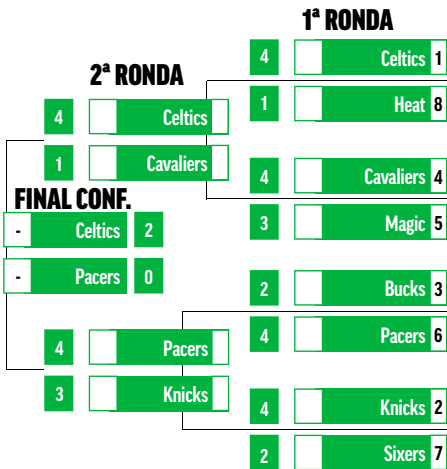 1ª RONDA
4 Celtics 1
1 Heat 8
4 Cavaliers 4
3 Magic 5
2 Bucks 3
4 Pacers 6
4 Knicks 2
2 Sixers 7
2ª RONDA
4 Celtics
1 Cavaliers
4 Pacers
3 Knicks
FINAL CONF.
- Celtics 2
- Pacers 0